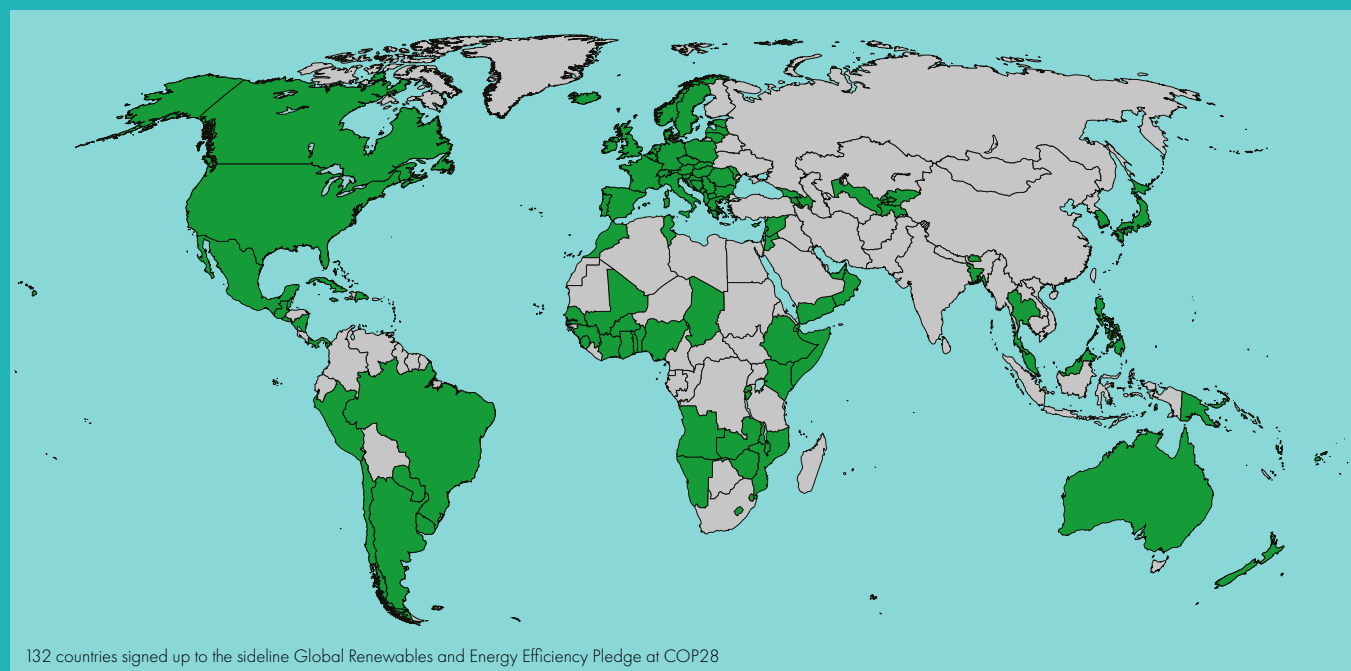 132 countries signed up to the sideline Global Renewables and Energy Efficiency Pledge at COP28